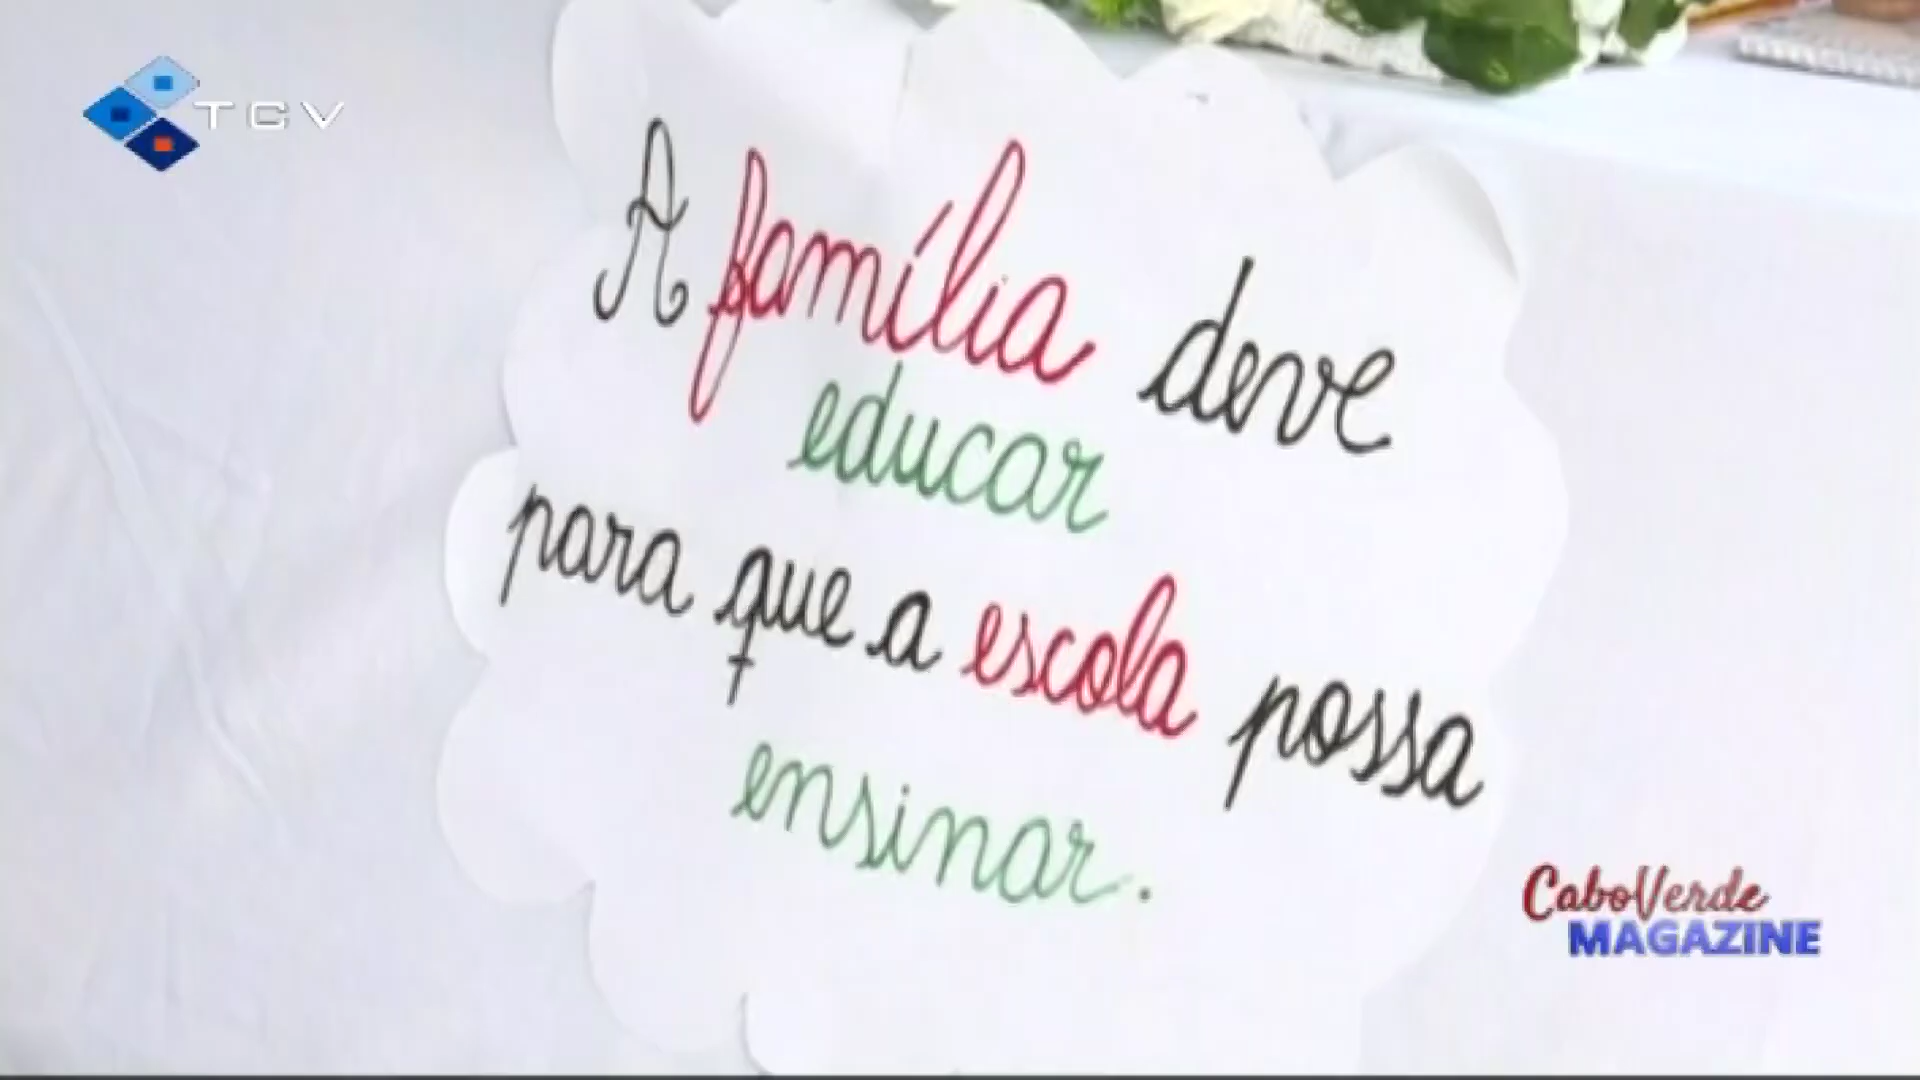 TCV
A família deve
educar
para que a escola possa
ensinar.
CaboVerde
MAGAZINE